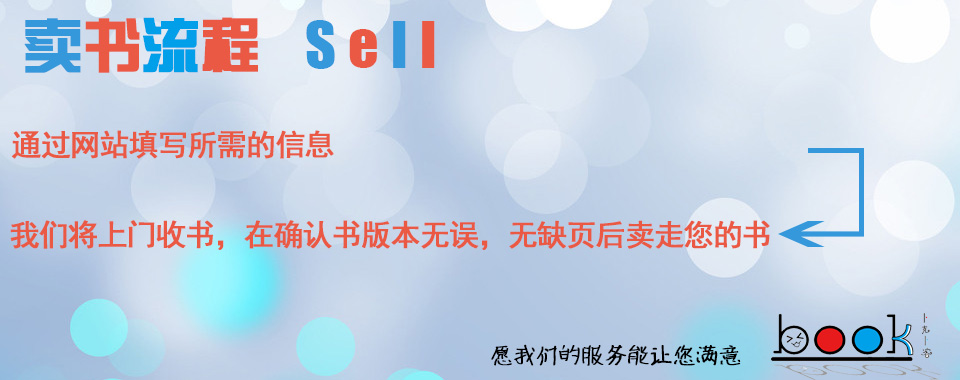 卖书流程 Sell
通过网站填写所需的信息
我们将上门收书，在确认书版本无误，无缺页后卖走您的书
愿我们的服务能让您满意
book